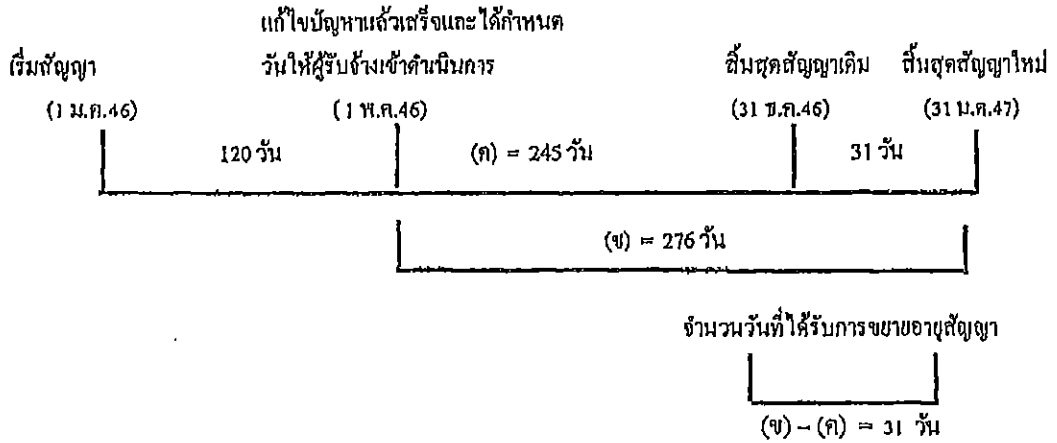 แก้ไขปัญหาแล้วเสร็จและได้กำหนด
เริ่มสัญญา วันให้ผู้รับจ้างเข้าดำเนินการ สิ้นสุดสัญญาเดิม สิ้นสุดสัญญาใหม่
(1 ม.ค.46) (1 พ.ค.46) (31 ธ.ค.46) (31 ม.ค.47)
120 วัน (ค) = 245 วัน 31 วัน
(ข) = 276 วัน
จำนวนวันที่ได้รับการขยายอายุสัญญา
(ข) – (ค) = 31 วัน